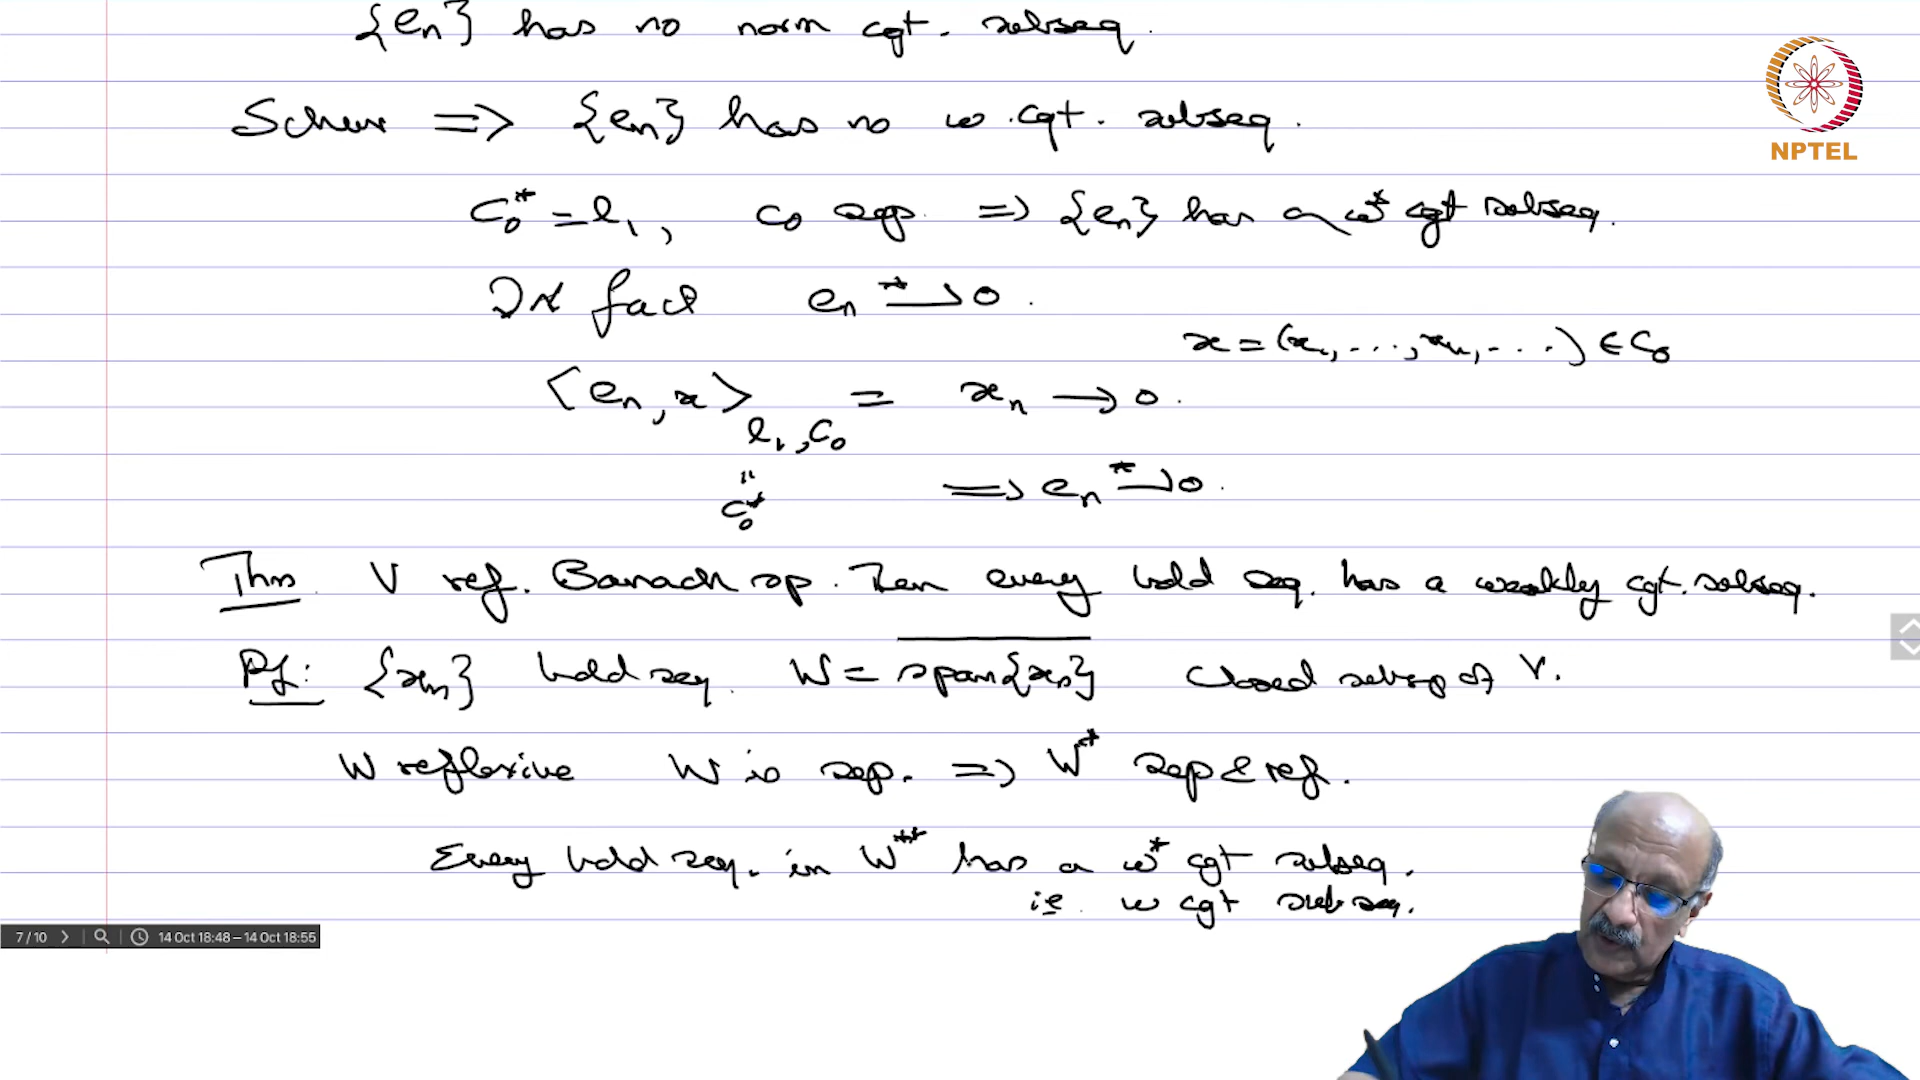 {en} has no norm cgt. subseq.
Schur => {en} has no w. cgt. subseq.
NPTEL
c₀* = l₁, c₀ sep. => {en} has a w* cgt subseq.
In fact en *⟶ 0.
x = (x₁, ..., xn, ...) ∈ c₀
<en, x> l₁, c₀ = xn ⟶ 0.
" c₀* => en *⟶ 0.
Thm. V ref. Banach sp. Then every bdd seq. has a weakly cgt. subseq.
Pf: {xn} bdd seq. W = \overline{span{xn}} closed subsp of V.
W reflexive W is sep. => W* sep & ref.
Every bdd seq. in W** has a w* cgt subseq.
ie. w cgt subseq.
7 / 10 14 Oct 18:48 – 14 Oct 18:55